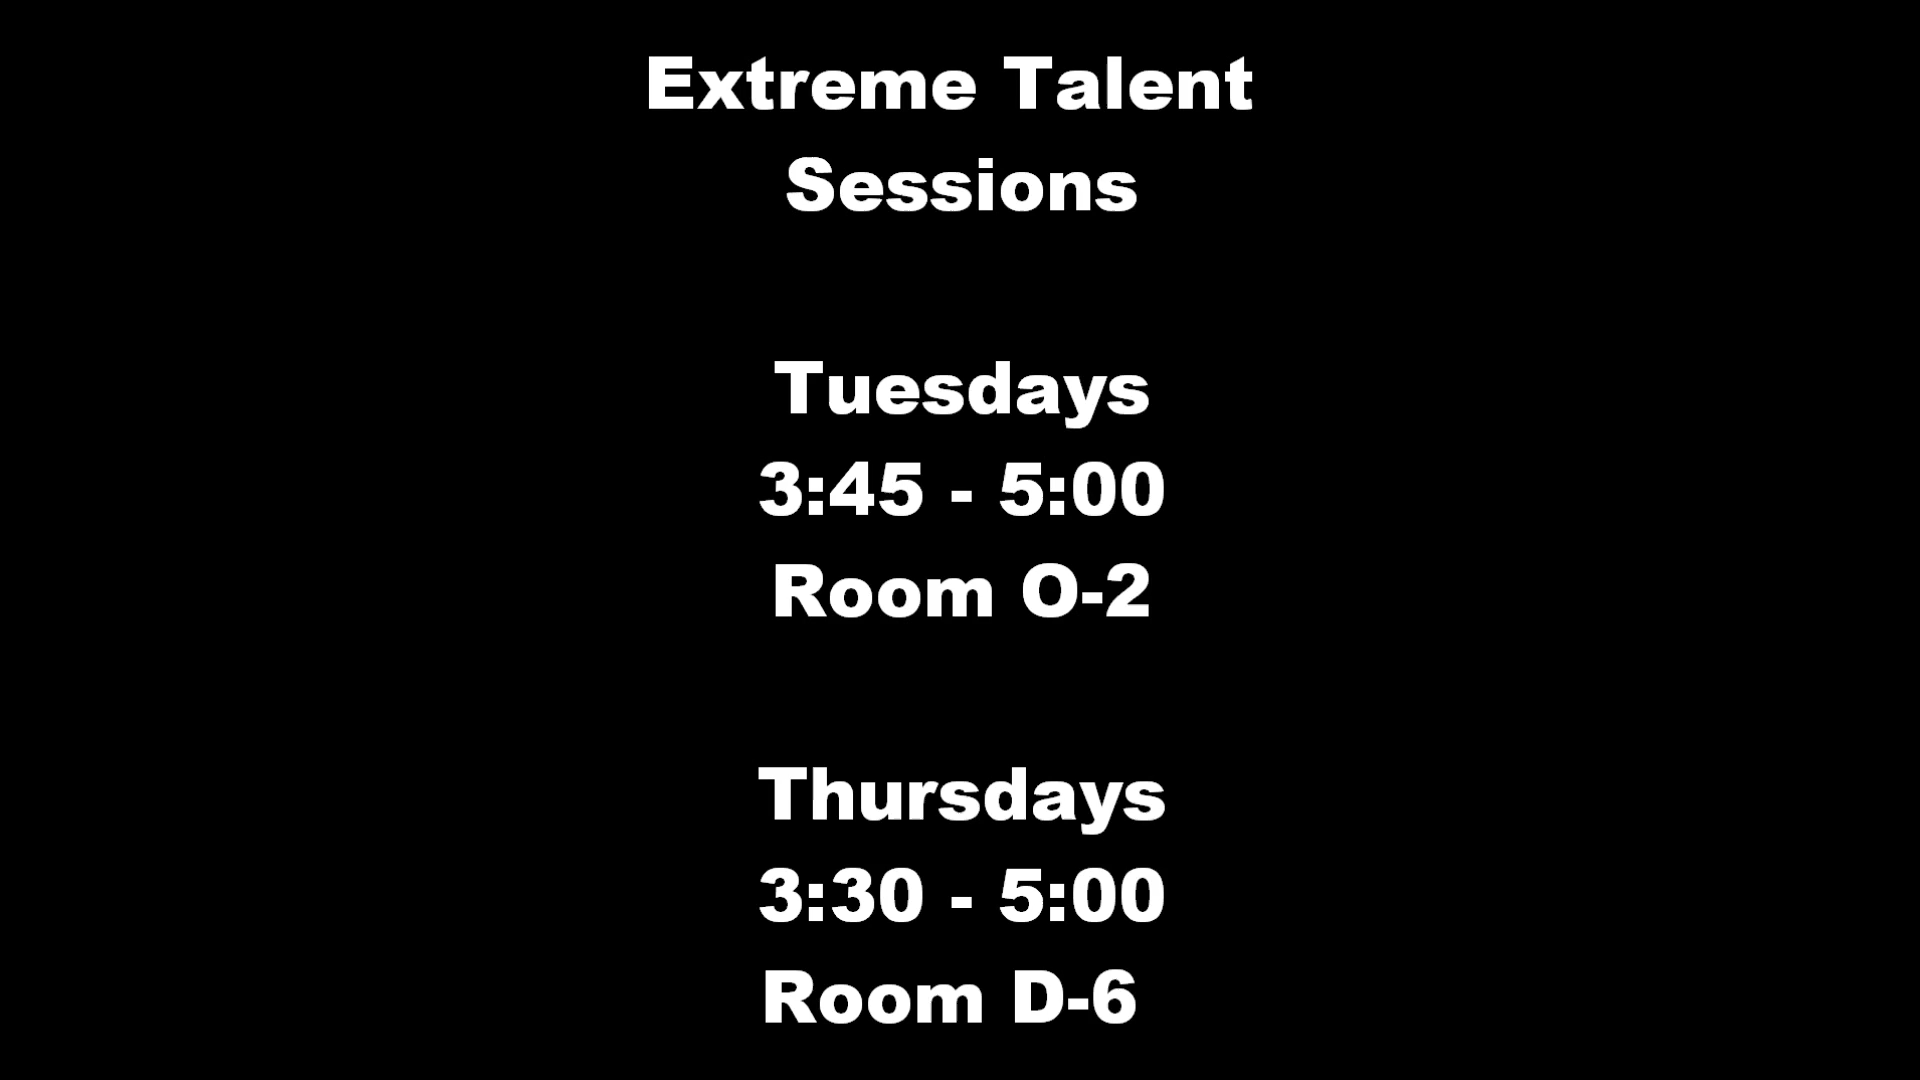 Extreme Talent
Sessions
Tuesdays
3:45 - 5:00
Room O-2
Thursdays
3:30 - 5:00
Room D-6